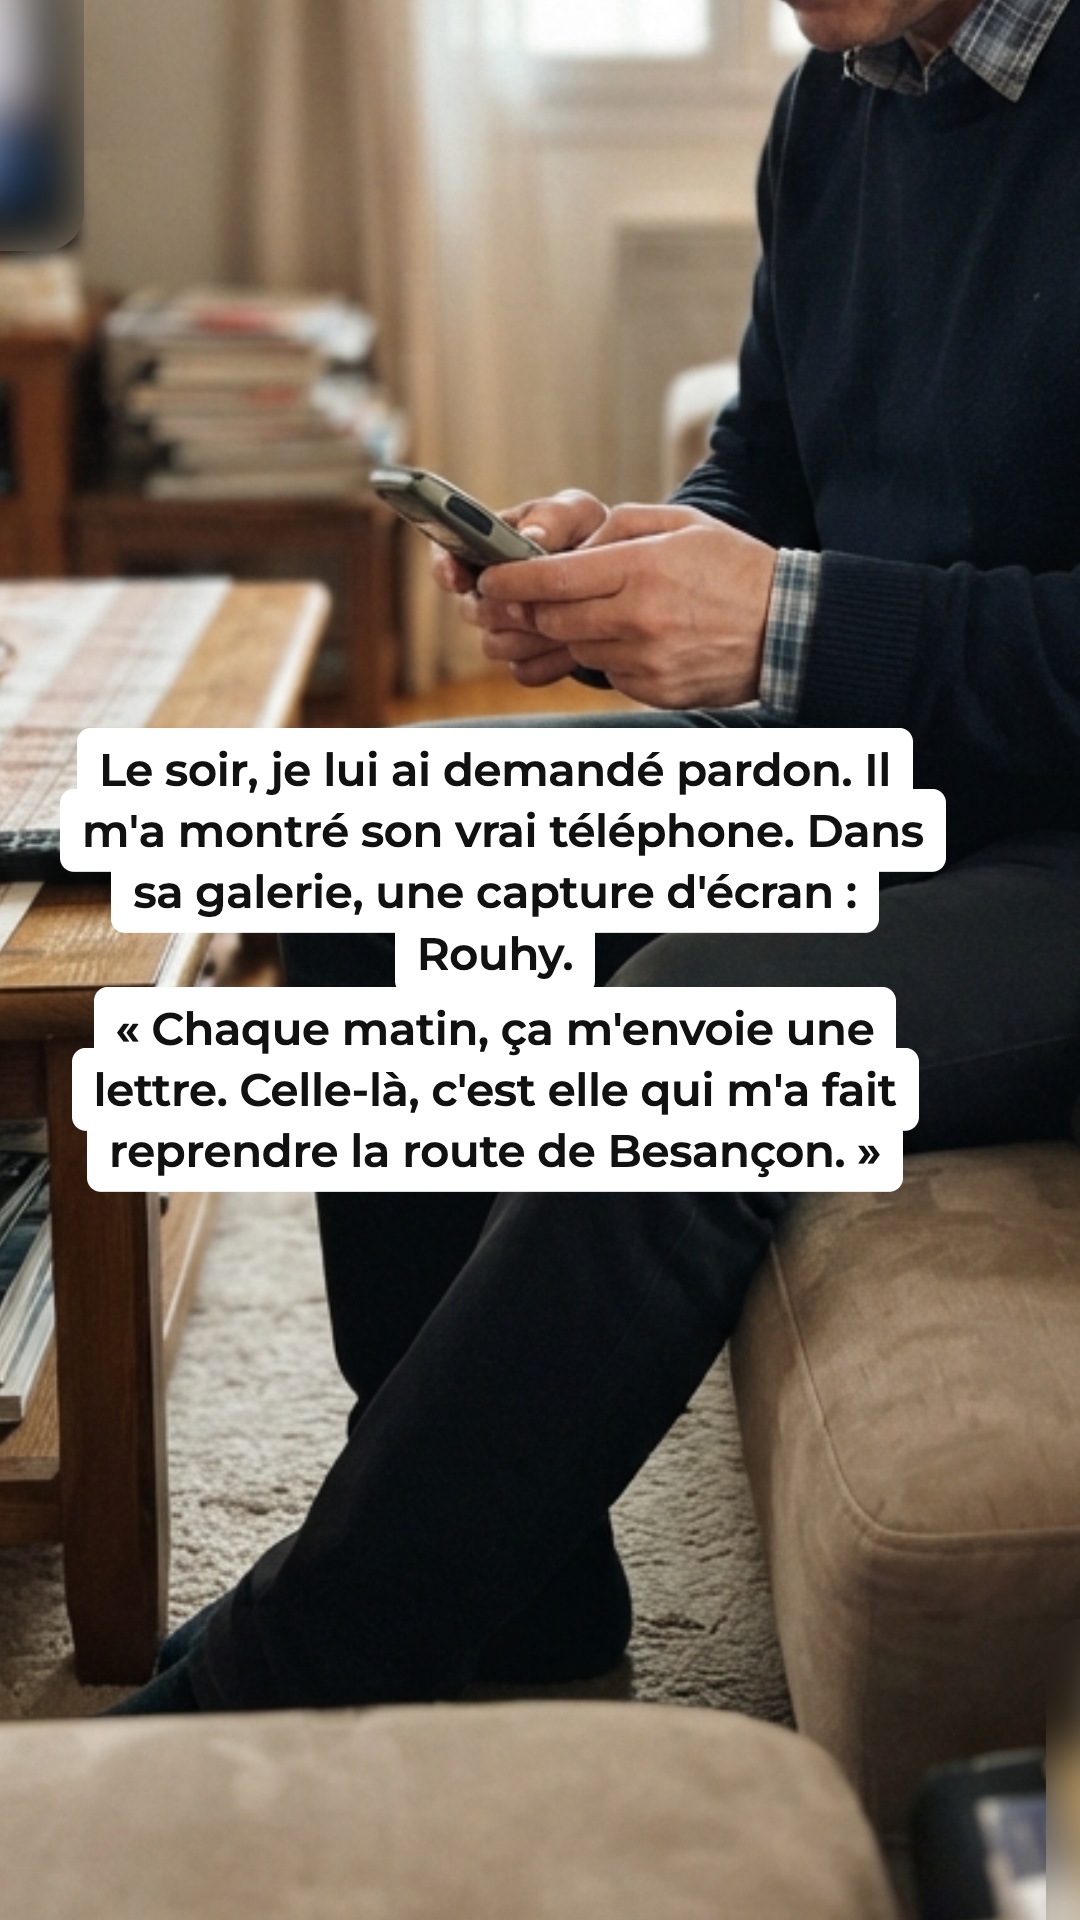 Le soir, je lui ai demandé pardon. Il
m'a montré son vrai téléphone. Dans
sa galerie, une capture d'écran :
Rouhy.
« Chaque matin, ça m'envoie une
lettre. Celle-là, c'est elle qui m'a fait
reprendre la route de Besançon. »